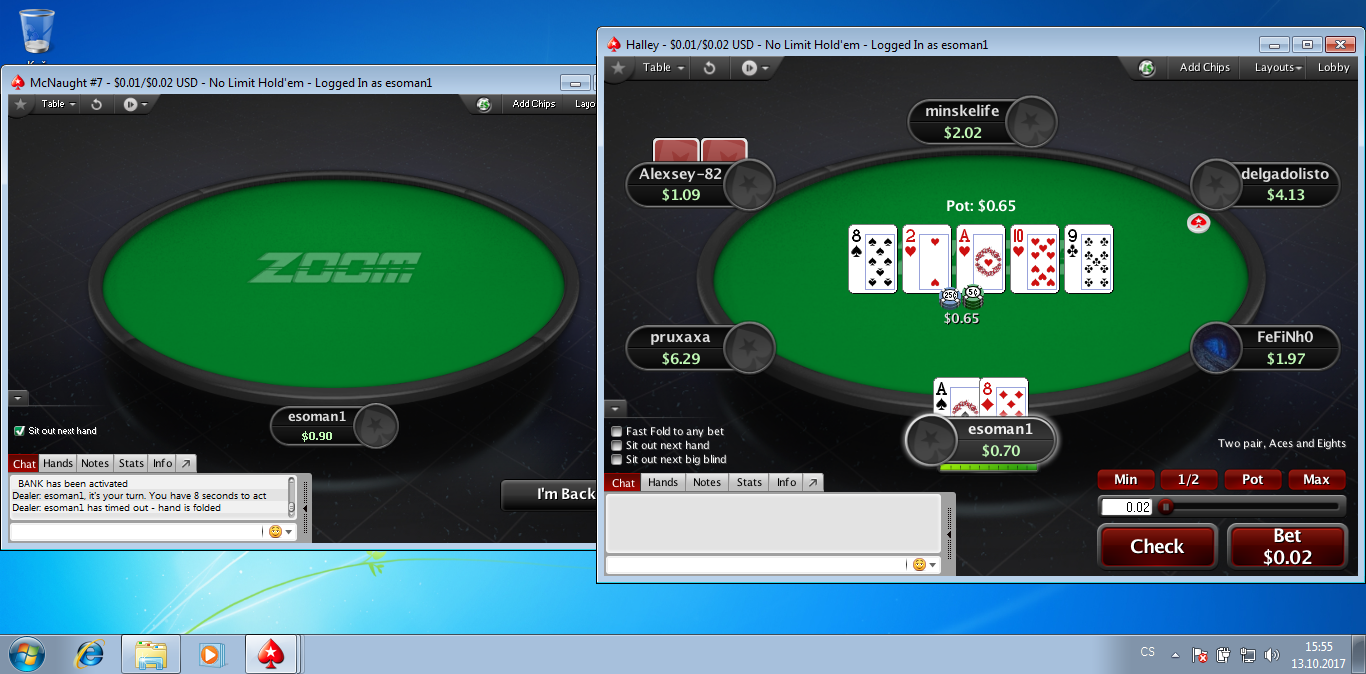 McNaught #7 - $0.01/$0.02 USD - No Limit Hold'em - Logged In as esoman1
Table
Add Chips
Layo
ZOOM
esoman1
$0.90
Sit out next hand
Chat
Hands
Notes
Stats
Info
BANK has been activated
Dealer: esoman1, it's your turn. You have 8 seconds to act
Dealer: esoman1 has timed out - hand is folded
I'm Back
Halley - $0.01/$0.02 USD - No Limit Hold'em - Logged In as esoman1
Table
Add Chips
Layouts
Lobby
minskelife
$2.02
Alexsey-82
$1.09
delgadolisto
$4.13
Pot: $0.65
8
2
A
10
9
25¢
5¢
$0.65
pruxaxa
$6.29
FeFiNh0
$1.97
A
8
esoman1
$0.70
Fast Fold to any bet
Sit out next hand
Sit out next big blind
Two pair, Aces and Eights
Chat
Hands
Notes
Stats
Info
Min
1/2
Pot
Max
0.02
Check
Bet
$0.02
CS
15:55
13.10.2017